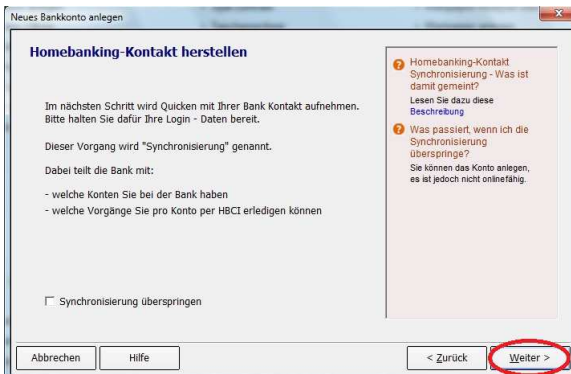 Neues Bankkonto anlegen
Homebanking-Kontakt herstellen
Im nächsten Schritt wird Quicken mit Ihrer Bank Kontakt aufnehmen.
Bitte halten Sie dafür Ihre Login - Daten bereit.
Dieser Vorgang wird "Synchronisierung" genannt.
Dabei teilt die Bank mit:
- welche Konten Sie bei der Bank haben
- welche Vorgänge Sie pro Konto per HBCI erledigen können
Synchronisierung überspringen
? Homebanking-Kontakt
Synchronisierung - Was ist
damit gemeint?
Lesen Sie dazu diese
Beschreibung
? Was passiert, wenn ich die
Synchronisierung
überspringe?
Sie können das Konto anlegen,
es ist jedoch nicht onlinefähig.
Abbrechen
Hilfe
< Zurück
Weiter >